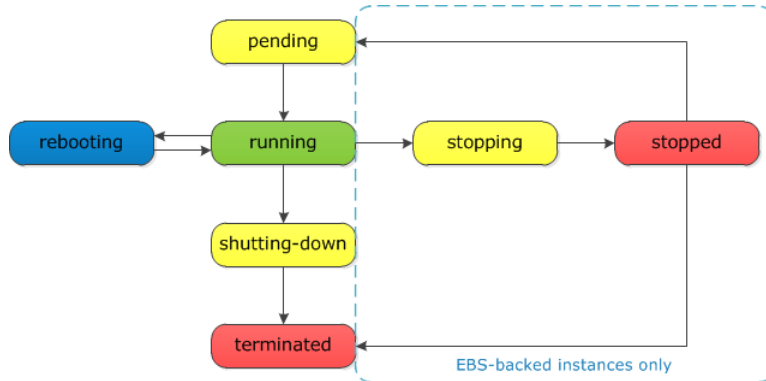 pending
rebooting
running
stopping
stopped
shutting-down
terminated
EBS-backed instances only